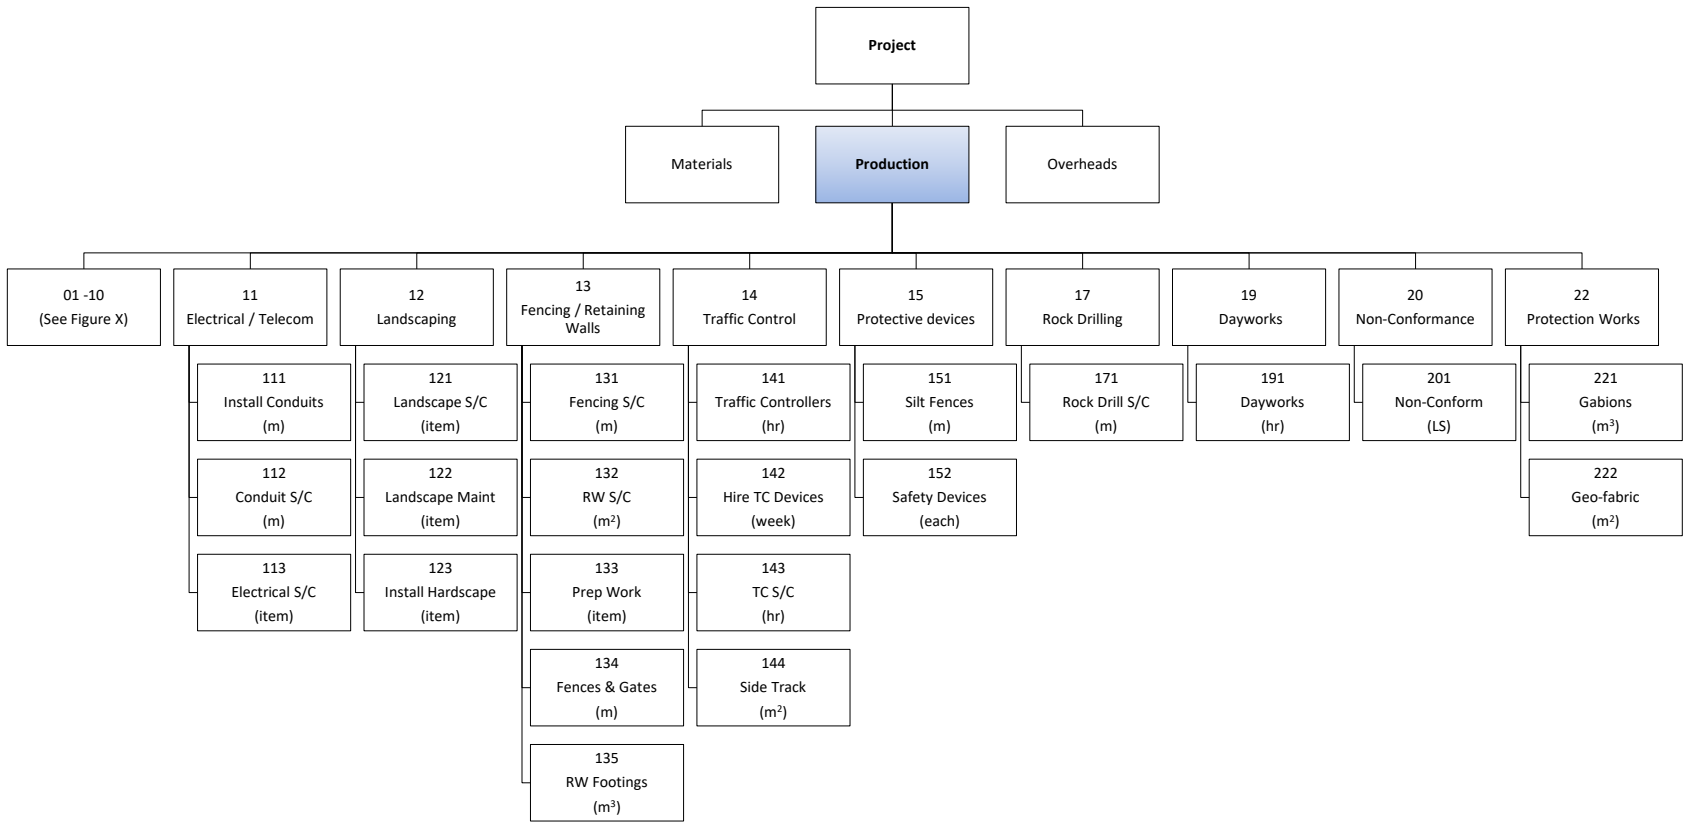 Project
Materials
Production
Overheads
01 -10
(See Figure X)
11
Electrical / Telecom
12
Landscaping
13
Fencing / Retaining
Walls
14
Traffic Control
15
Protective devices
17
Rock Drilling
19
Dayworks
20
Non-Conformance
22
Protection Works
111
Install Conduits
(m)
112
Conduit S/C
(m)
113
Electrical S/C
(item)
121
Landscape S/C
(item)
122
Landscape Maint
(item)
123
Install Hardscape
(item)
131
Fencing S/C
(m)
132
RW S/C
(m²)
133
Prep Work
(item)
134
Fences & Gates
(m)
135
RW Footings
(m³)
141
Traffic Controllers
(hr)
142
Hire TC Devices
(week)
143
TC S/C
(hr)
144
Side Track
(m²)
151
Silt Fences
(m)
152
Safety Devices
(each)
171
Rock Drill S/C
(m)
191
Dayworks
(hr)
201
Non-Conform
(LS)
221
Gabions
(m³)
222
Geo-fabric
(m²)